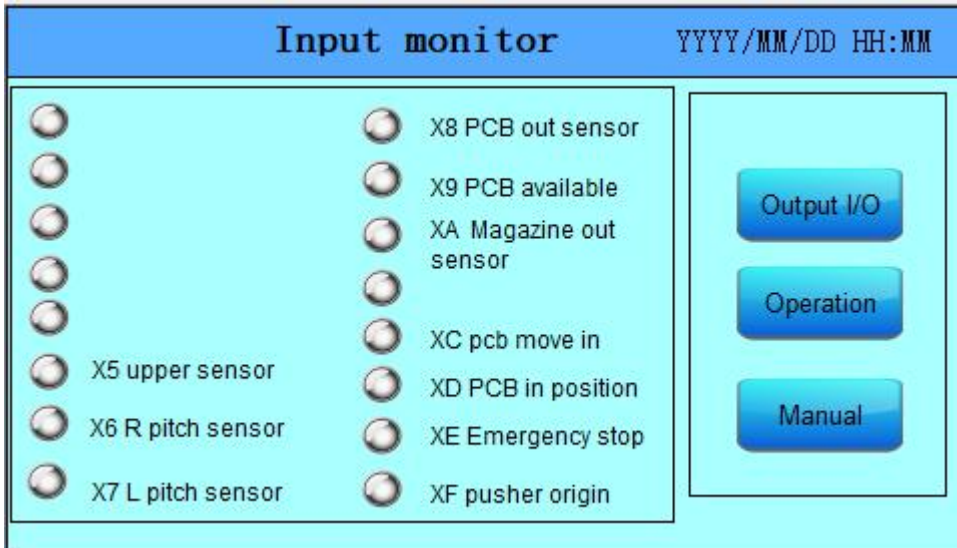 Input monitor
YYYY/MM/DD HH:MM
X5 upper sensor
X6 R pitch sensor
X7 L pitch sensor
X8 PCB out sensor
X9 PCB available
XA Magazine out
sensor
XC pcb move in
XD PCB in position
XE Emergency stop
XF pusher origin
Output I/O
Operation
Manual